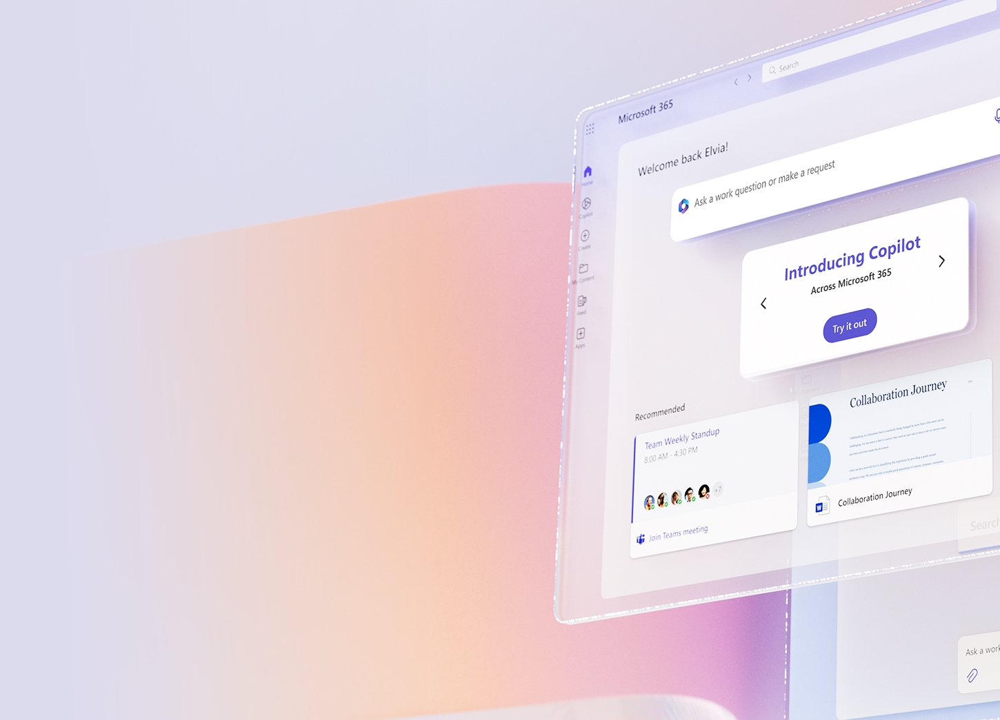 Search
Microsoft 365
Welcome back Elvia!
Home
Ask a work question or make a request
Copilot
Create
Introducing Copilot
Across Microsoft 365
My Content
Feed
Try it out
Apps
Recommended
Team Weekly Standup
8:00 AM - 4:30 PM
+7
Join Teams meeting
Collaboration Journey
W
Collaboration Journey
Search
Ask a work